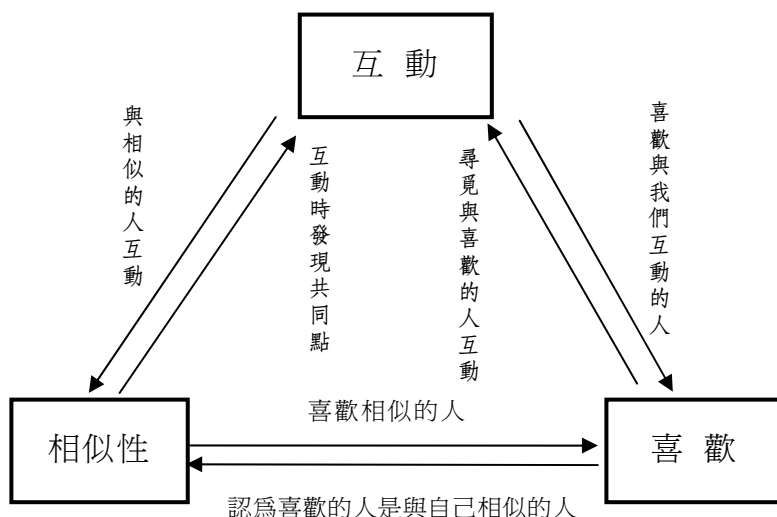 互 動
與相似的人互動
互動時發現共同點
尋覓與喜歡的人互動
喜歡與我們互動的人
喜歡相似的人
相似性
喜 歡
認爲喜歡的人是與自己相似的人